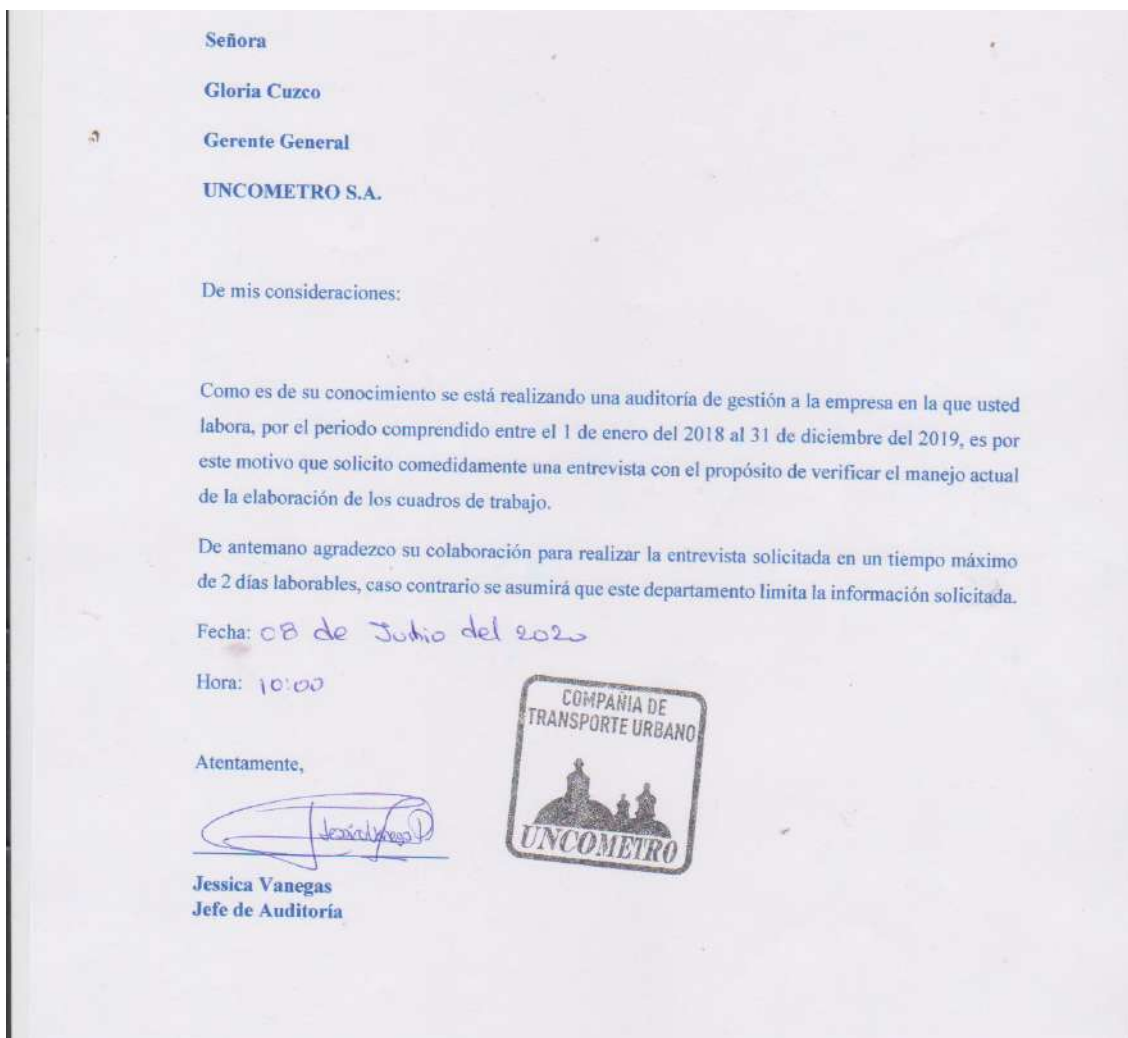 Señora
Gloria Cuzco
Gerente General
UNCOMETRO S.A.
De mis consideraciones:
Como es de su conocimiento se está realizando una auditoría de gestión a la empresa en la que usted
labora, por el periodo comprendido entre el 1 de enero del 2018 al 31 de diciembre del 2019, es por
este motivo que solicito comedidamente una entrevista con el propósito de verificar el manejo actual
de la elaboración de los cuadros de trabajo.
De antemano agradezco su colaboración para realizar la entrevista solicitada en un tiempo máximo
de 2 días laborables, caso contrario se asumirá que este departamento limita la información solicitada.
Fecha: 08 de del 2020
Hora: 10:00
COMPAÑIA DE
TRANSPORTE URBANO
UNCOMETRO
Atentamente,
Jessica Vanegas
Jefe de Auditoría